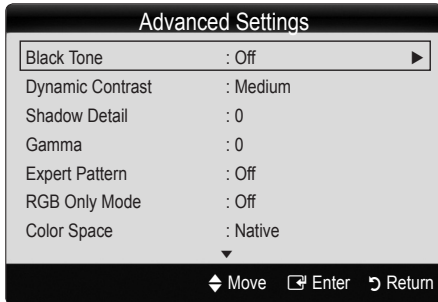 Advanced Settings
Black Tone : Off ▶
Dynamic Contrast : Medium
Shadow Detail : 0
Gamma : 0
Expert Pattern : Off
RGB Only Mode : Off
Color Space : Native
▼
Move Enter Return